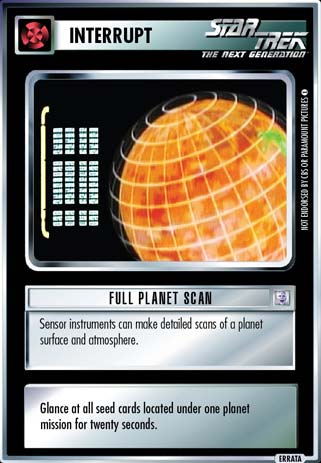 INTERRUPT
STAR TREK
THE NEXT GENERATION
NOT ENDORSED BY CBS OR PARAMOUNT PICTURES
FULL PLANET SCAN
Sensor instruments can make detailed scans of a planet
surface and atmosphere.
Glance at all seed cards located under one planet
mission for twenty seconds.
ERRATA